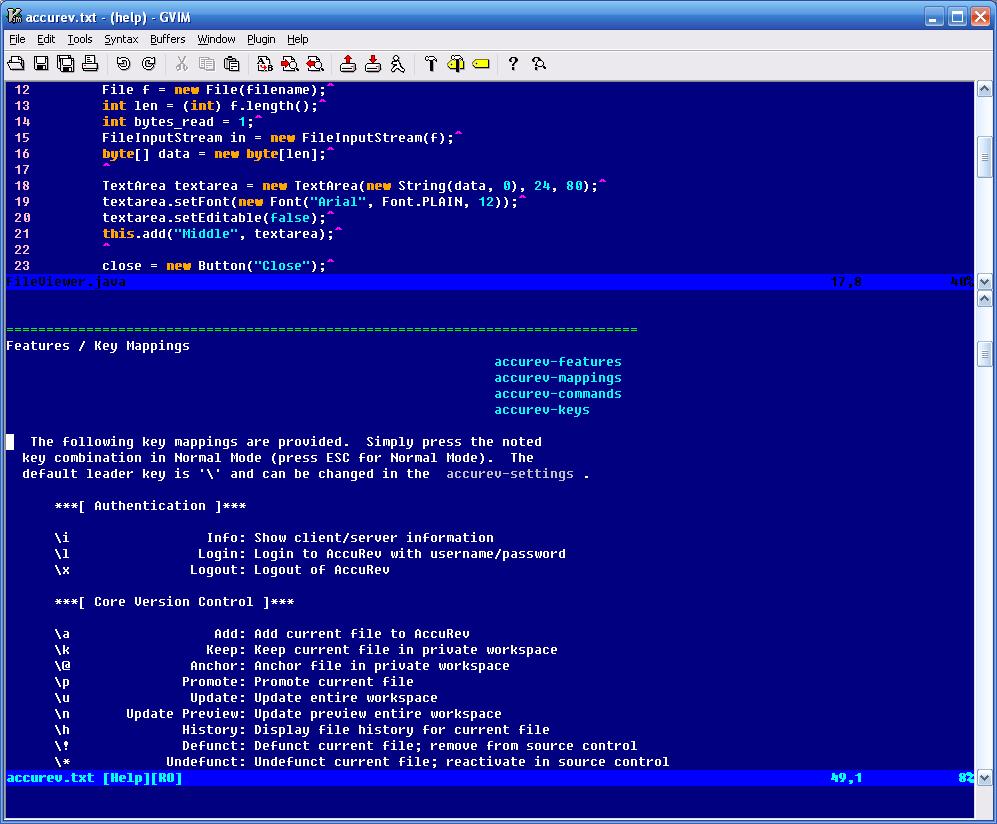 accurev.txt - (help) - GVIM
File Edit Tools Syntax Buffers Window Plugin Help
12 File f = new File(filename);^
13 int len = (int) f.length();^
14 int bytes_read = 1;^
15 FileInputStream in = new FileInputStream(f);^
16 byte[] data = new byte[len];^
17 ^
18 TextArea textarea = new TextArea(new String(data, 0), 24, 80);^
19 textarea.setFont(new Font("Arial", Font.PLAIN, 12));^
20 textarea.setEditable(false);^
21 this.add("Middle", textarea);^
22 ^
23 close = new Button("Close");^
FileViewer.java 17,8 40%
===============================================================================
Features / Key Mappings
accurev-features
accurev-mappings
accurev-commands
accurev-keys
The following key mappings are provided. Simply press the noted
key combination in Normal Mode (press ESC for Normal Mode). The
default leader key is '\' and can be changed in the accurev-settings .
***[ Authentication ]***
\i Info: Show client/server information
\l Login: Login to AccuRev with username/password
\x Logout: Logout of AccuRev
***[ Core Version Control ]***
\a Add: Add current file to AccuRev
\k Keep: Keep current file in private workspace
\@ Anchor: Anchor file in private workspace
\p Promote: Promote current file
\u Update: Update entire workspace
\n Update Preview: Update preview entire workspace
\h History: Display file history for current file
\! Defunct: Defunct current file; remove from source control
\* Undefunct: Undefunct current file; reactivate in source control
accurev.txt [Help][RO] 49,1 8%